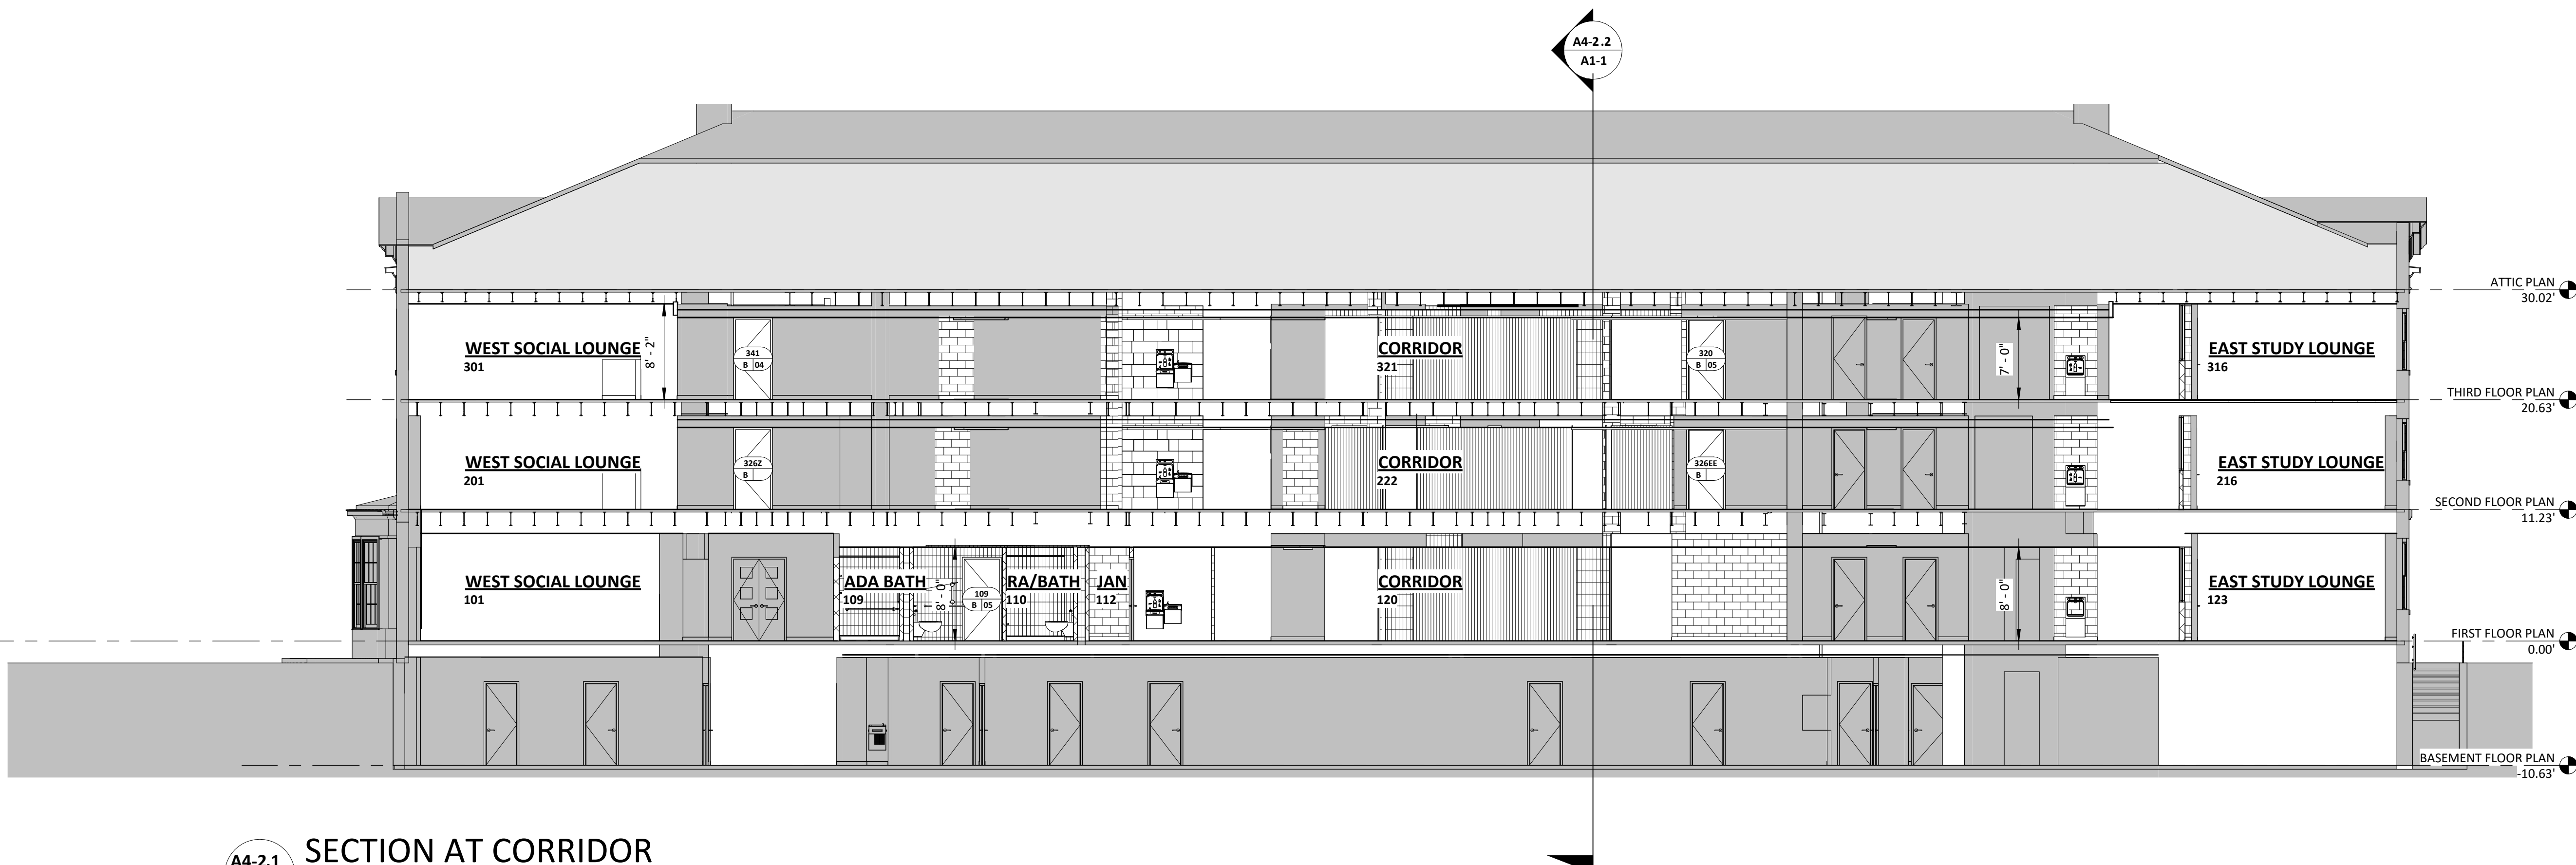 A4-2.2
A1-1
ATTIC PLAN
30.02'
WEST SOCIAL LOUNGE
301
8' - 2"
341
B 04
CORRIDOR
321
320
B 05
7' - 0"
EAST STUDY LOUNGE
316
THIRD FLOOR PLAN
20.63'
WEST SOCIAL LOUNGE
201
326Z
B
CORRIDOR
222
326EE
B
EAST STUDY LOUNGE
216
SECOND FLOOR PLAN
11.23'
WEST SOCIAL LOUNGE
101
ADA BATH
109
8' - 0"
109
B 05
RA/BATH
110
JAN
112
CORRIDOR
120
8' - 0"
EAST STUDY LOUNGE
123
FIRST FLOOR PLAN
0.00'
BASEMENT FLOOR PLAN
-10.63'
A4-2.1
SECTION AT CORRIDOR